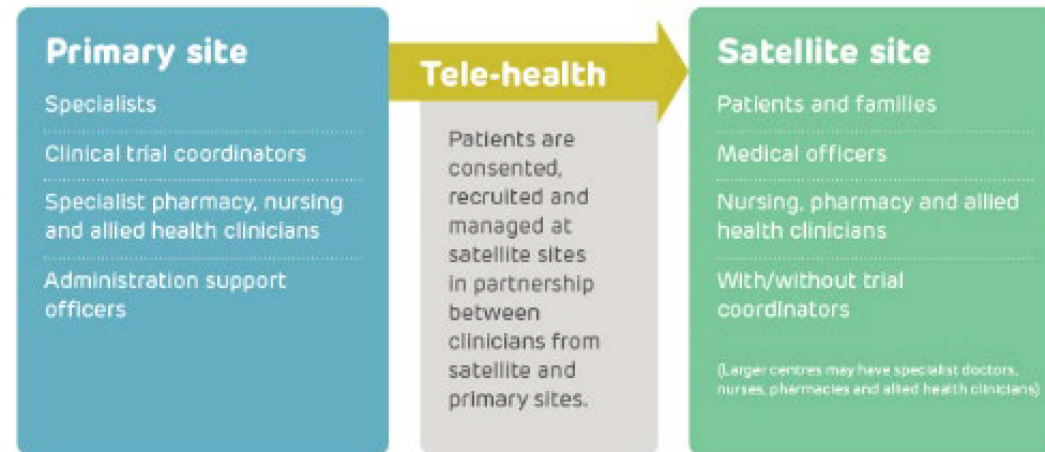 Primary site
Specialists
Clinical trial coordinators
Specialist pharmacy, nursing
and allied health clinicians
Administration support
officers
Tele-health
Patients are
consented,
recruited and
managed at
satellite sites
in partnership
between
clinicians from
satellite and
primary sites.
Satellite site
Patients and families
Medical officers
Nursing, pharmacy and allied
health clinicians
With/without trial
coordinators
(Larger centres may have specialist doctors,
nurses, pharmacies and allied health clinicians)